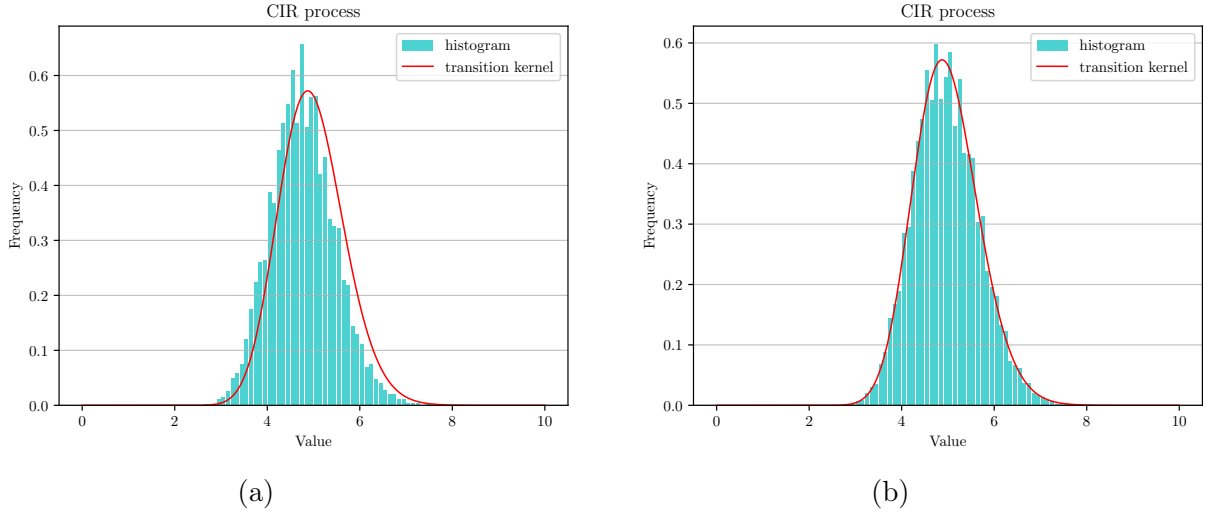 CIR process
histogram
transition kernel
0.6
0.5
0.4
0.3
0.2
0.1
0.0
Frequency
0 2 4 6 8 10
Value
(a)
CIR process
histogram
transition kernel
0.6
0.5
0.4
0.3
0.2
0.1
0.0
Frequency
0 2 4 6 8 10
Value
(b)